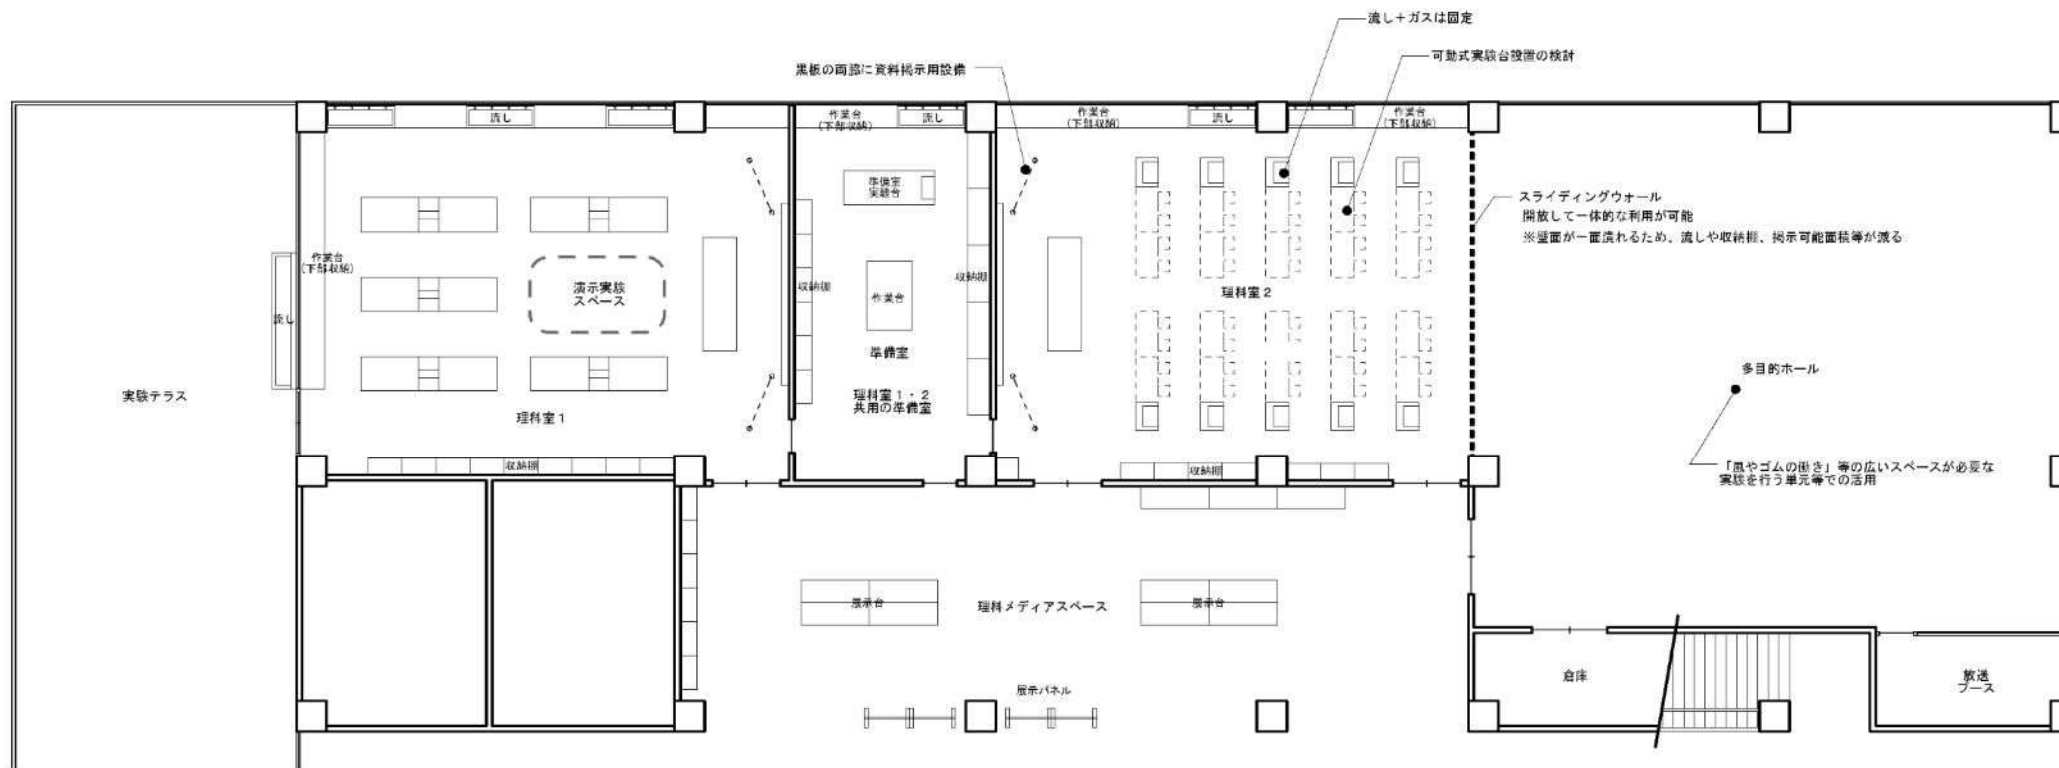 流し＋ガスは固定
可動式実験台設置の検討
黒板の両脇に資料掲示用設備
流し
作業台
(下部収納)
流し
作業台
(下部収納)
流し
作業台
(下部収納)
準備室
実験台
スライディングウォール
開放して一体的な利用が可能
※壁面が一面潰れるため、流しや収納棚、掲示可能面積等が減る
作業台
(下部収納)
流し
演示実験
スペース
収納棚
作業台
収納棚
理科室２
準備室
理科室１・２
共用の準備室
実験テラス
理科室１
収納棚
収納棚
多目的ホール
「風やゴムの働き」等の広いスペースが必要な
実験を行う単元等での活用
展示台
理科メディアスペース
展示台
展示パネル
倉庫
放送
ブース